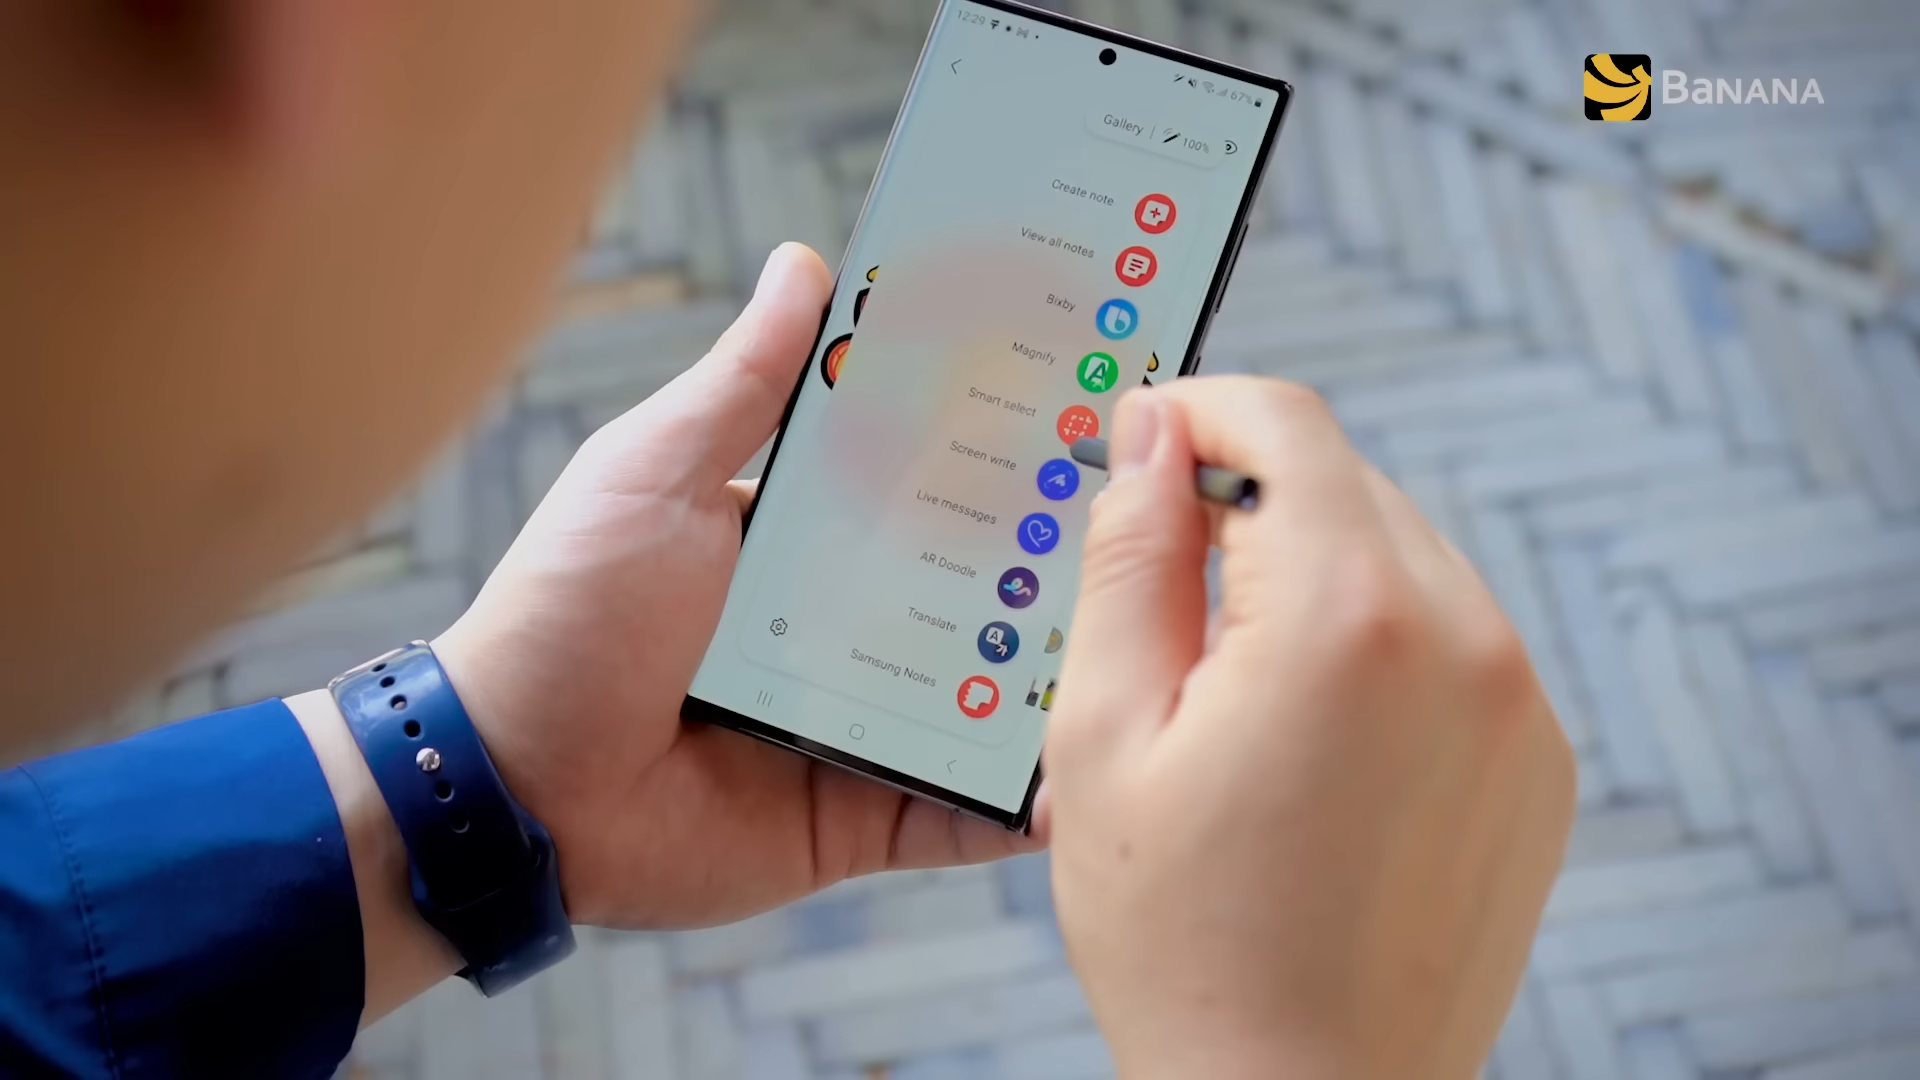 12:29
67%
BANANA
Gallery | 100%
Create note
View all notes
Bixby
Magnify
Smart select
Screen write
Live messages
AR Doodle
Translate
Samsung Notes